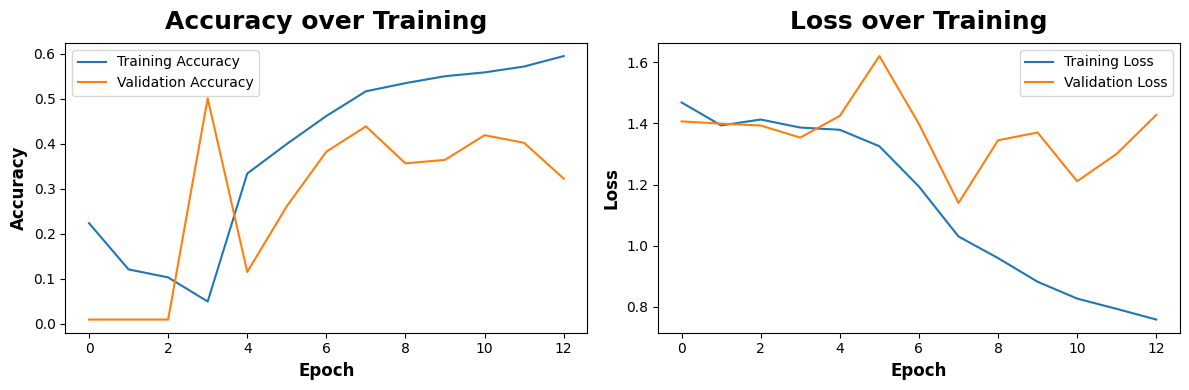 Accuracy over Training
Training Accuracy
Validation Accuracy
Accuracy
0.6
0.5
0.4
0.3
0.2
0.1
0.0
0 2 4 6 8 10 12
Epoch
Loss over Training
Training Loss
Validation Loss
Loss
1.6
1.4
1.2
1.0
0.8
0 2 4 6 8 10 12
Epoch